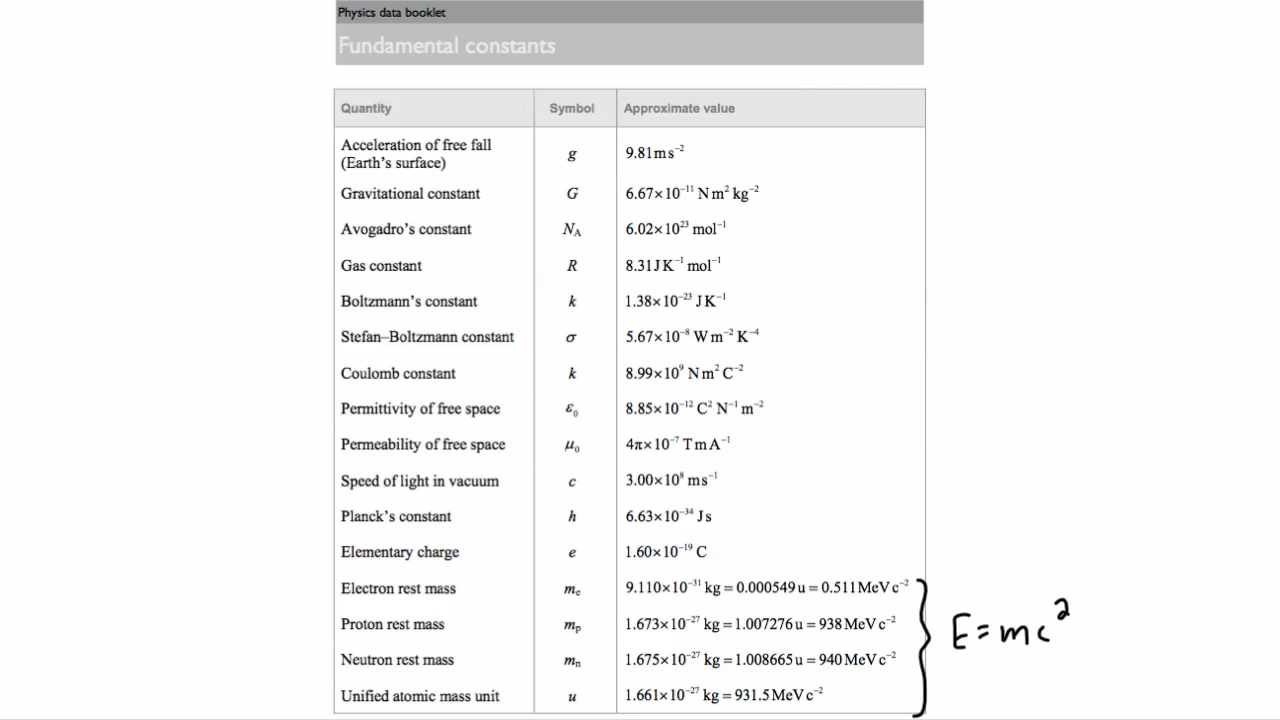 Physics data booklet
Fundamental constants
Quantity Symbol Approximate value
Acceleration of free fall
(Earth's surface) g 9.81 m s⁻²
Gravitational constant G 6.67×10⁻¹¹ N m² kg⁻²
Avogadro's constant N_A 6.02×10²³ mol⁻¹
Gas constant R 8.31 J K⁻¹ mol⁻¹
Boltzmann's constant k 1.38×10⁻²³ J K⁻¹
Stefan–Boltzmann constant σ 5.67×10⁻⁸ W m⁻² K⁻⁴
Coulomb constant k 8.99×10⁹ N m² C⁻²
Permittivity of free space ε₀ 8.85×10⁻¹² C² N⁻¹ m⁻²
Permeability of free space μ₀ 4π×10⁻⁷ T m A⁻¹
Speed of light in vacuum c 3.00×10⁸ m s⁻¹
Planck's constant h 6.63×10⁻³⁴ J s
Elementary charge e 1.60×10⁻¹⁹ C
Electron rest mass mₑ 9.110×10⁻³¹ kg = 0.000549 u = 0.511 MeV c⁻²
Proton rest mass mₚ 1.673×10⁻²⁷ kg = 1.007276 u = 938 MeV c⁻²
E = mc²
Neutron rest mass mₙ 1.675×10⁻²⁷ kg = 1.008665 u = 940 MeV c⁻²
Unified atomic mass unit u 1.661×10⁻²⁷ kg = 931.5 MeV c⁻²